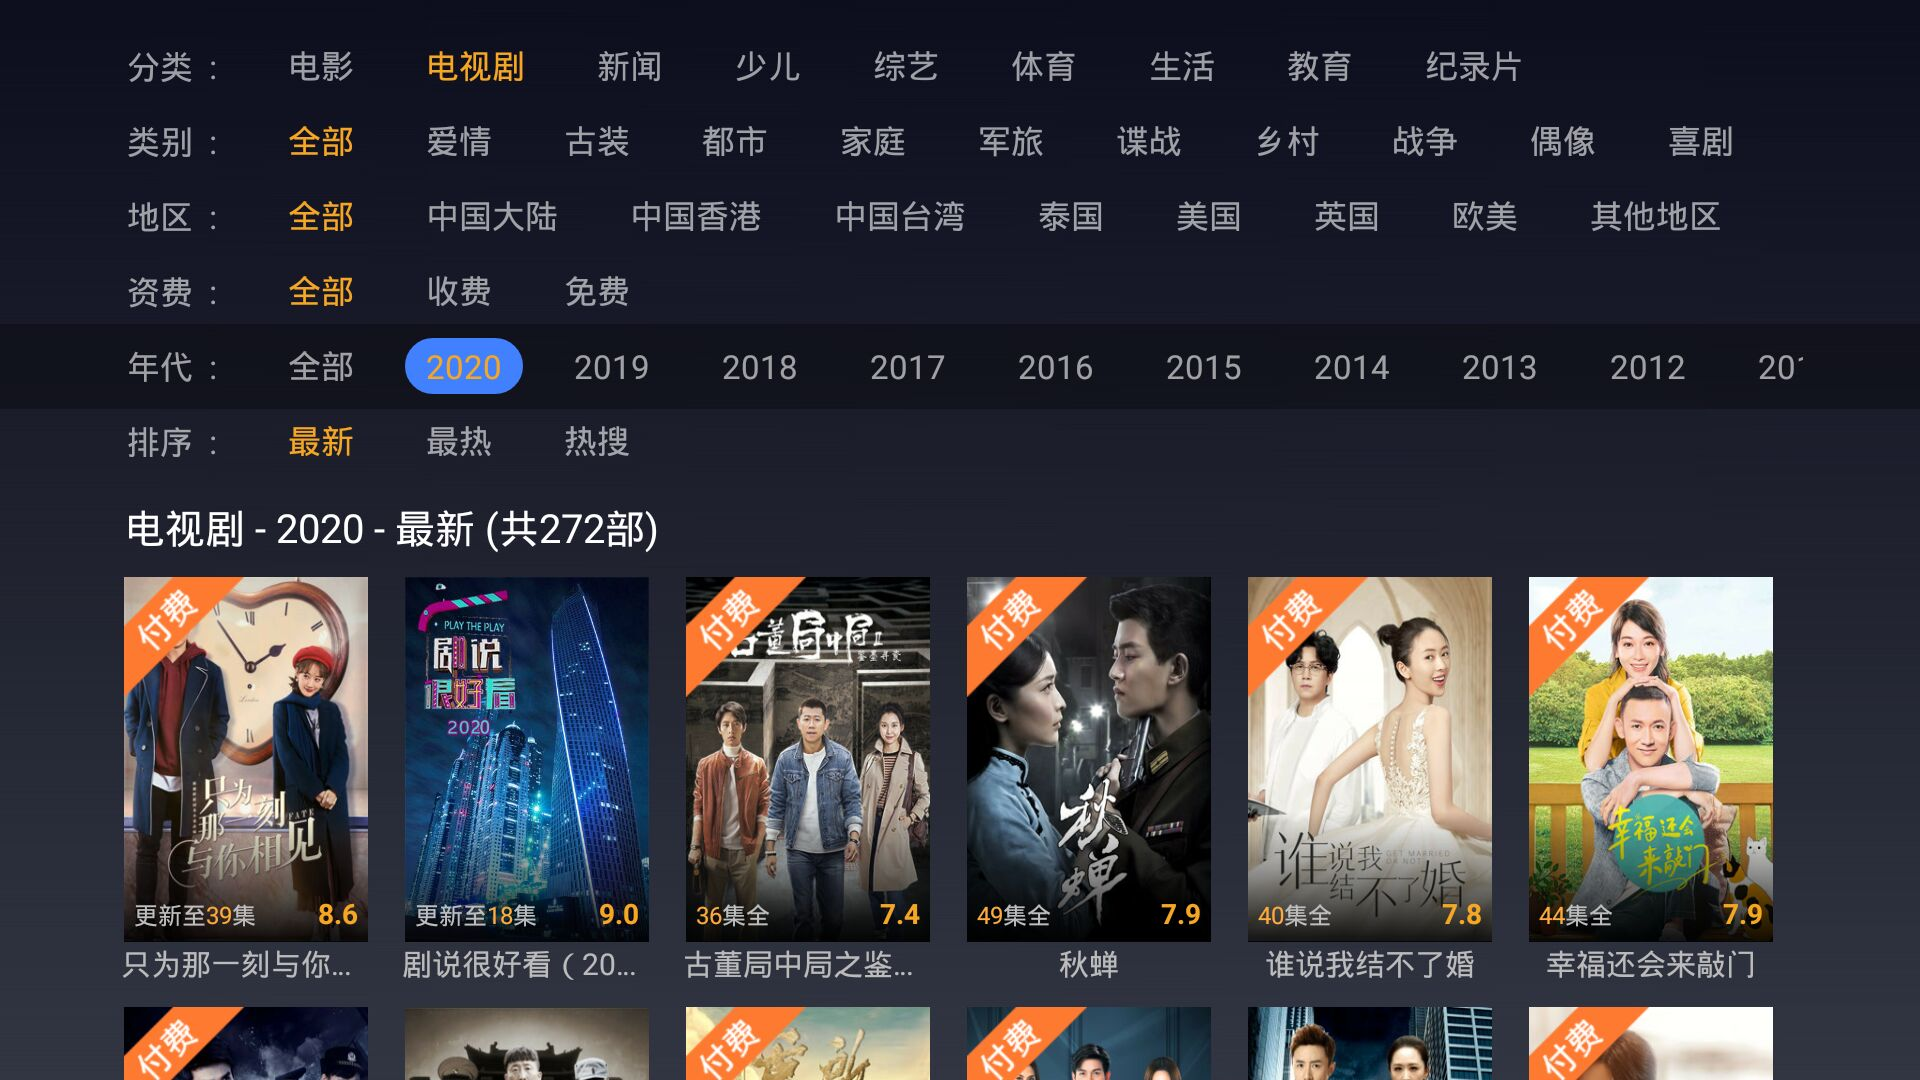 分类 : 电影 电视剧 新闻 少儿 综艺 体育 生活 教育 纪录片
类别 : 全部 爱情 古装 都市 家庭 军旅 谍战 乡村 战争 偶像 喜剧
地区 : 全部 中国大陆 中国香港 中国台湾 泰国 美国 英国 欧美 其他地区
资费 : 全部 收费 免费
年代 : 全部 2020 2019 2018 2017 2016 2015 2014 2013 2012
排序 : 最新 最热 热搜
电视剧 - 2020 - 最新 (共272部)
付费
只为
那一刻
FATE
与你相见
更新至39集 8.6
只为那一刻与你...
PLAY THE PLAY
剧说
很好看
2020
更新至18集 9.0
剧说很好看（20...
付费
古董局中局II
36集全 7.4
古董局中局之鉴...
付费
秋蝉
49集全 7.9
秋蝉
付费
谁说我
结不了婚
GET MARRIED
OR NOT
40集全 7.8
谁说我结不了婚
付费
幸福还会
来敲门
44集全 7.9
幸福还会来敲门
付费
付费
付费
付费